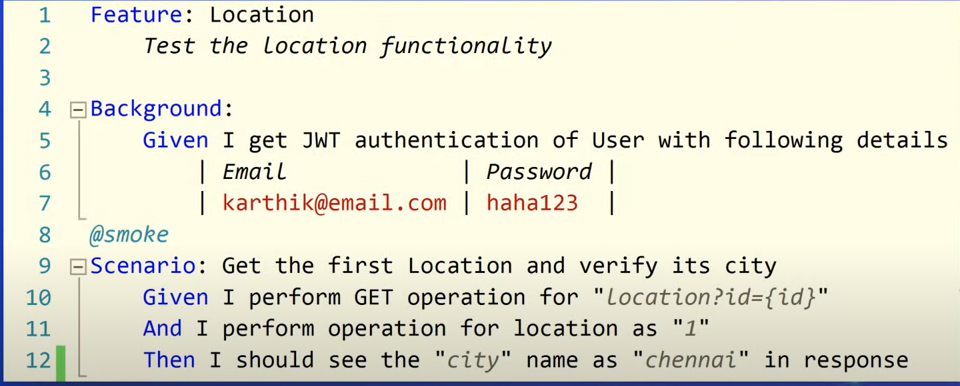 1 Feature: Location
2 Test the location functionality
3
4 Background:
5 Given I get JWT authentication of User with following details
6 | Email | Password |
7 | karthik@email.com | haha123 |
8 @smoke
9 Scenario: Get the first Location and verify its city
10 Given I perform GET operation for "location?id={id}"
11 And I perform operation for location as "1"
12 Then I should see the "city" name as "chennai" in response